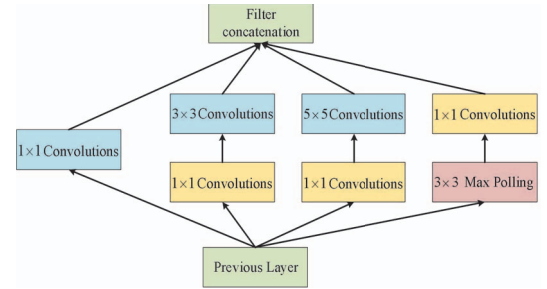 Filter
concatenation
3×3 Convolutions
5×5 Convclutions
1×1 Convolutions
1×1 Convolutions
1×1 Convolutions
1×1 Convolutions
3×3 Max Polling
Previous Layer